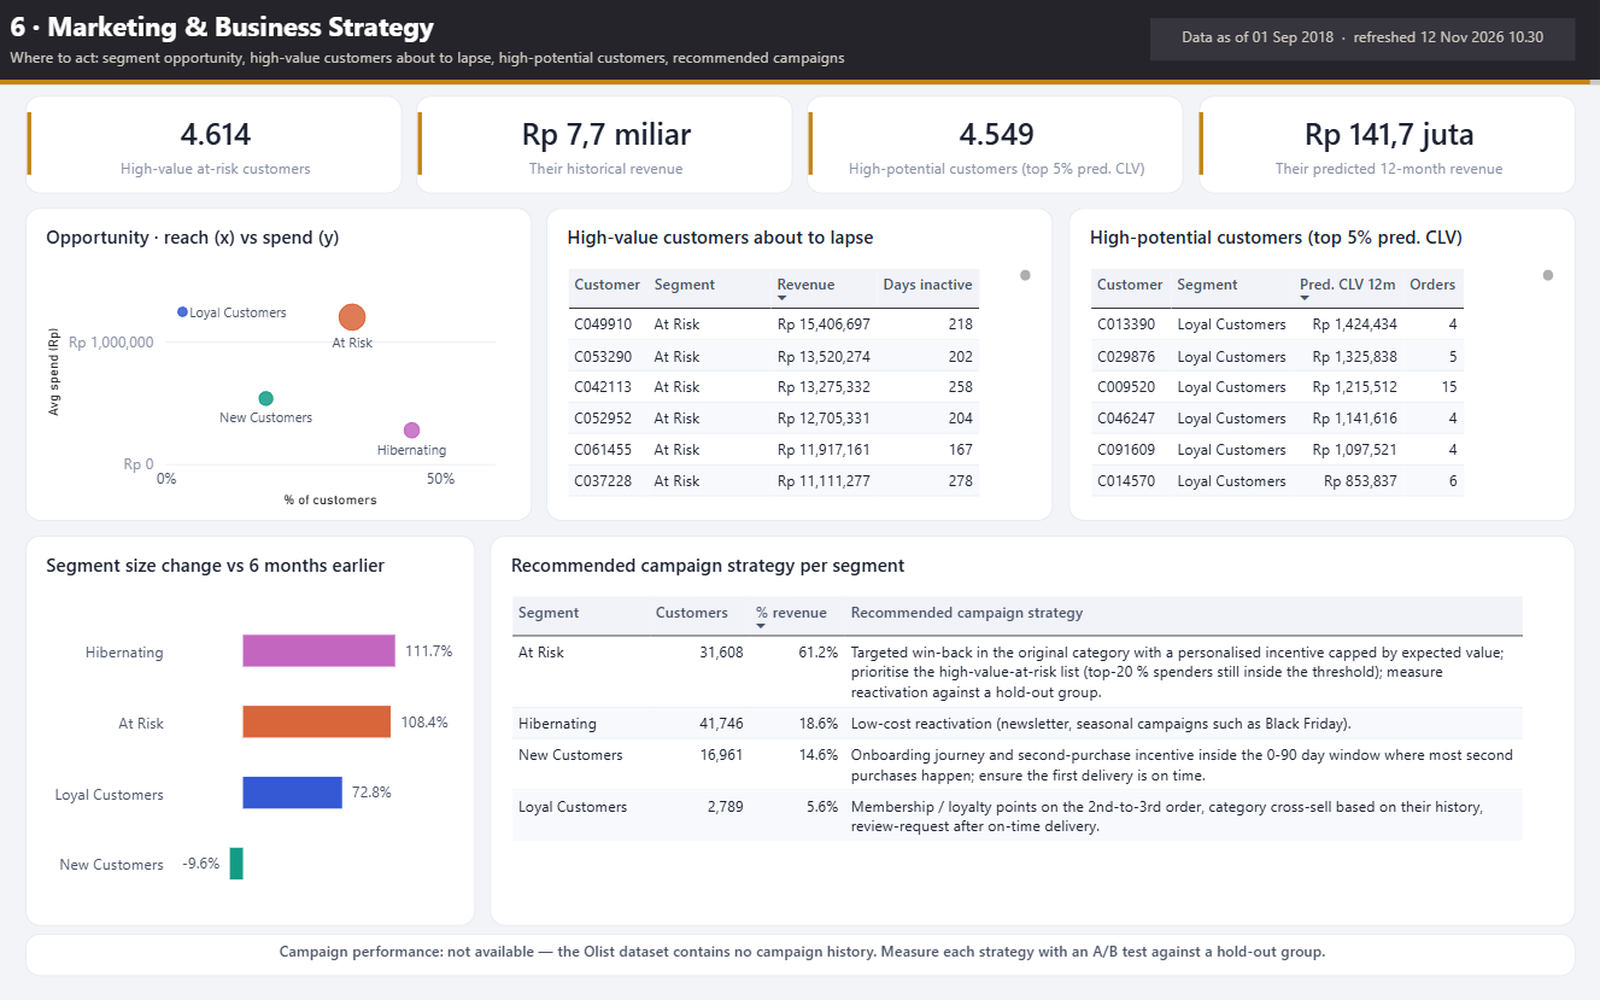 6 · Marketing & Business Strategy
Where to act: segment opportunity, high-value customers about to lapse, high-potential customers, recommended campaigns
Data as of 01 Sep 2018 · refreshed 12 Nov 2026 10.30
4.614
High-value at-risk customers
Rp 7,7 miliar
Their historical revenue
4.549
High-potential customers (top 5% pred. CLV)
Rp 141,7 juta
Their predicted 12-month revenue
Opportunity · reach (x) vs spend (y)
Avg spend (Rp)
Rp 1,000,000
Rp 0
Loyal Customers
At Risk
New Customers
Hibernating
0%
50%
% of customers
High-value customers about to lapse
Customer Segment Revenue Days inactive
C049910 At Risk Rp 15,406,697 218
C053290 At Risk Rp 13,520,274 202
C042113 At Risk Rp 13,275,332 258
C052952 At Risk Rp 12,705,331 204
C061455 At Risk Rp 11,917,161 167
C037228 At Risk Rp 11,111,277 278
High-potential customers (top 5% pred. CLV)
Customer Segment Pred. CLV 12m Orders
C013390 Loyal Customers Rp 1,424,434 4
C029876 Loyal Customers Rp 1,325,838 5
C009520 Loyal Customers Rp 1,215,512 15
C046247 Loyal Customers Rp 1,141,616 4
C091609 Loyal Customers Rp 1,097,521 4
C014570 Loyal Customers Rp 853,837 6
Segment size change vs 6 months earlier
Hibernating 111.7%
At Risk 108.4%
Loyal Customers 72.8%
New Customers -9.6%
Recommended campaign strategy per segment
Segment Customers % revenue Recommended campaign strategy
At Risk 31,608 61.2% Targeted win-back in the original category with a personalised incentive capped by expected value;
prioritise the high-value-at-risk list (top-20 % spenders still inside the threshold); measure
reactivation against a hold-out group.
Hibernating 41,746 18.6% Low-cost reactivation (newsletter, seasonal campaigns such as Black Friday).
New Customers 16,961 14.6% Onboarding journey and second-purchase incentive inside the 0-90 day window where most second
purchases happen; ensure the first delivery is on time.
Loyal Customers 2,789 5.6% Membership / loyalty points on the 2nd-to-3rd order, category cross-sell based on their history,
review-request after on-time delivery.
Campaign performance: not available — the Olist dataset contains no campaign history. Measure each strategy with an A/B test against a hold-out group.